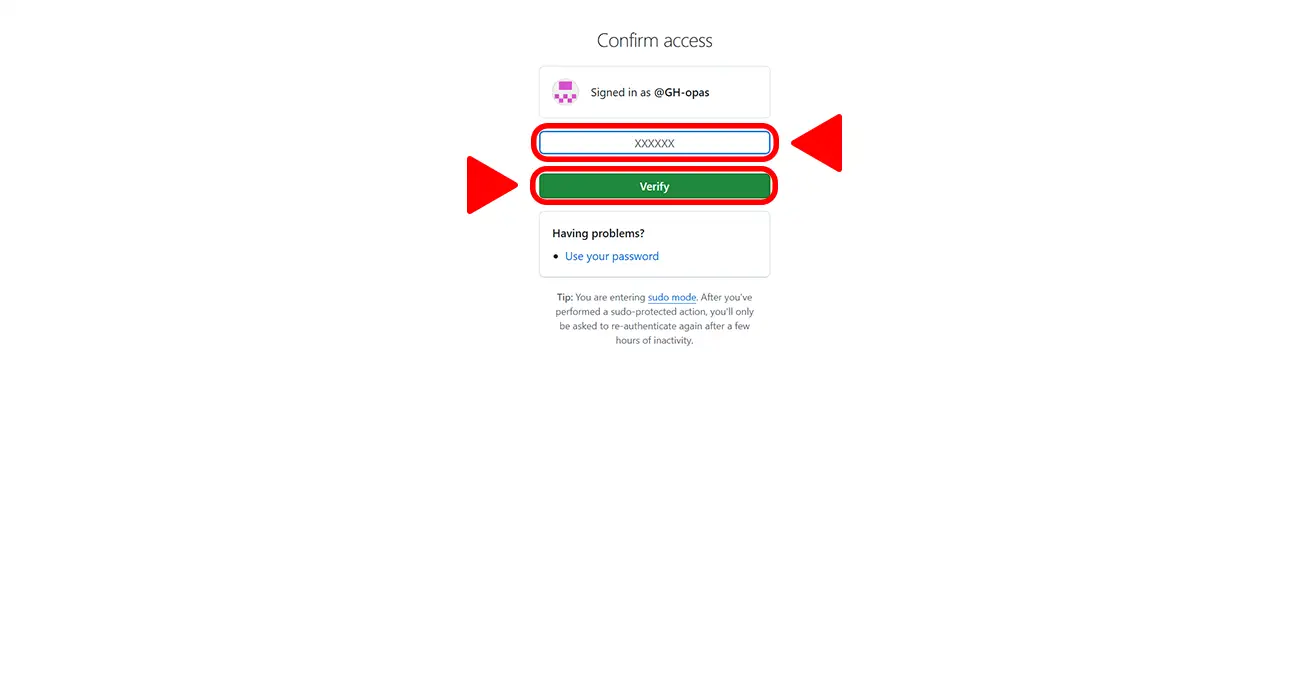 Confirm access
Signed in as @GH-opas
XXXXXX
Verify
Having problems?
• Use your password
Tip: You are entering sudo mode. After you've
performed a sudo-protected action, you'll only
be asked to re-authenticate again after a few
hours of inactivity.